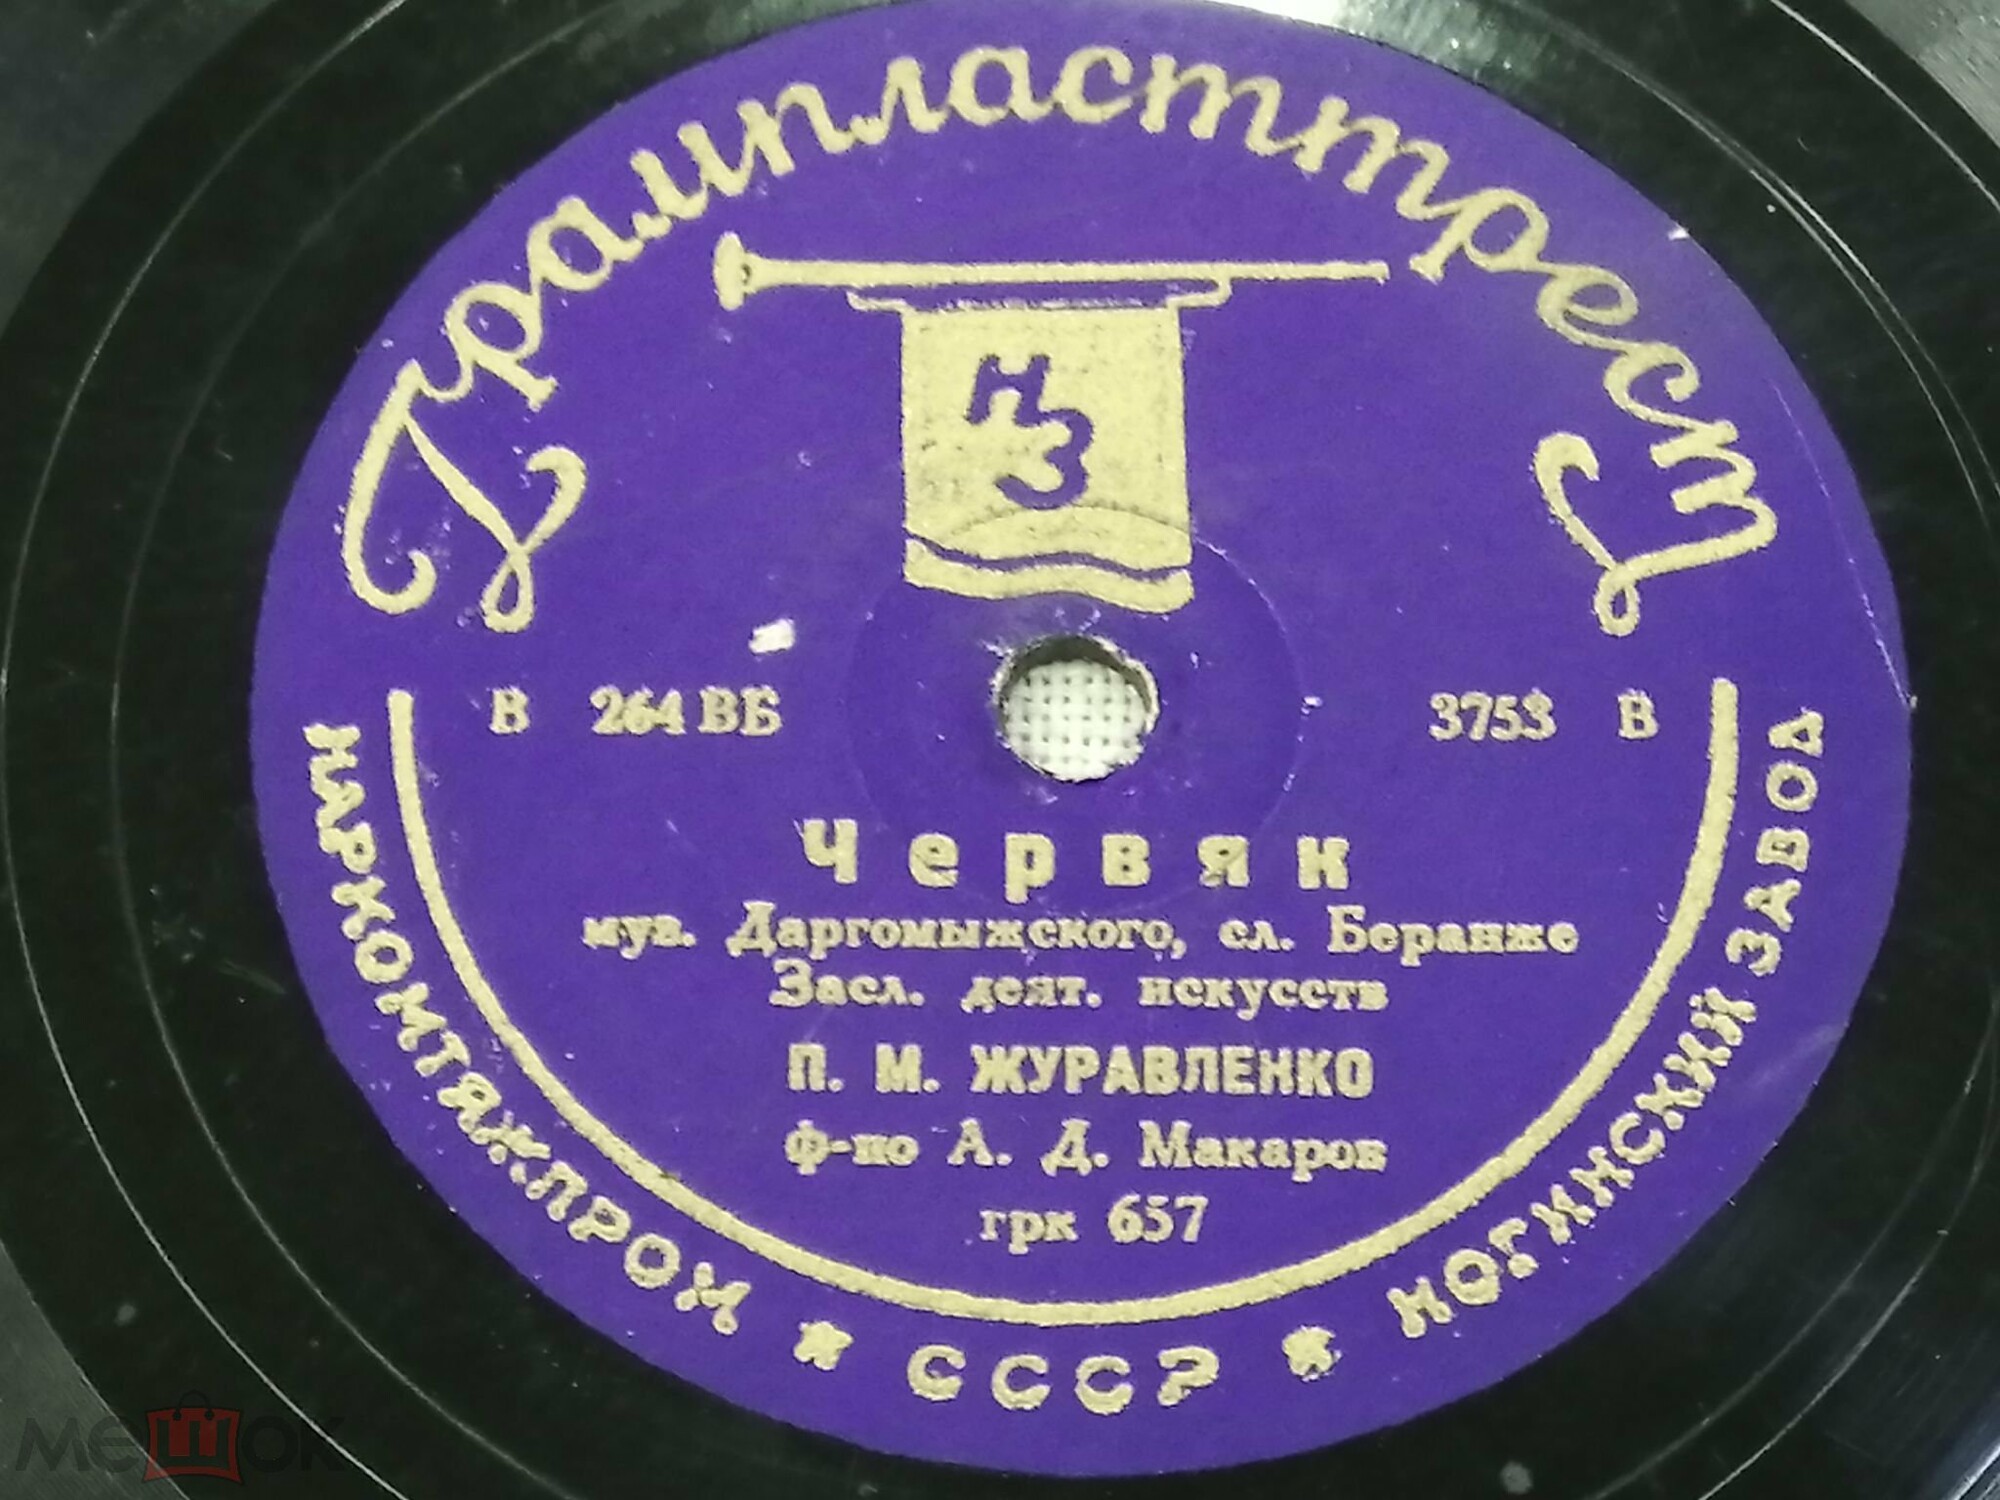 Грампласттрест
НЗ
В 264 ВБ
3753 В
Червяк
муз. Даргомыжского, сл. Беранже
Засл. деят. искусств
П. М. ЖУРАВЛЕНКО
ф-но А. Д. Макаров
грк 657
НАРКОМТЯЖПРОМ ★ СССР ★ НОГИНСКИЙ ЗАВОД
мешок